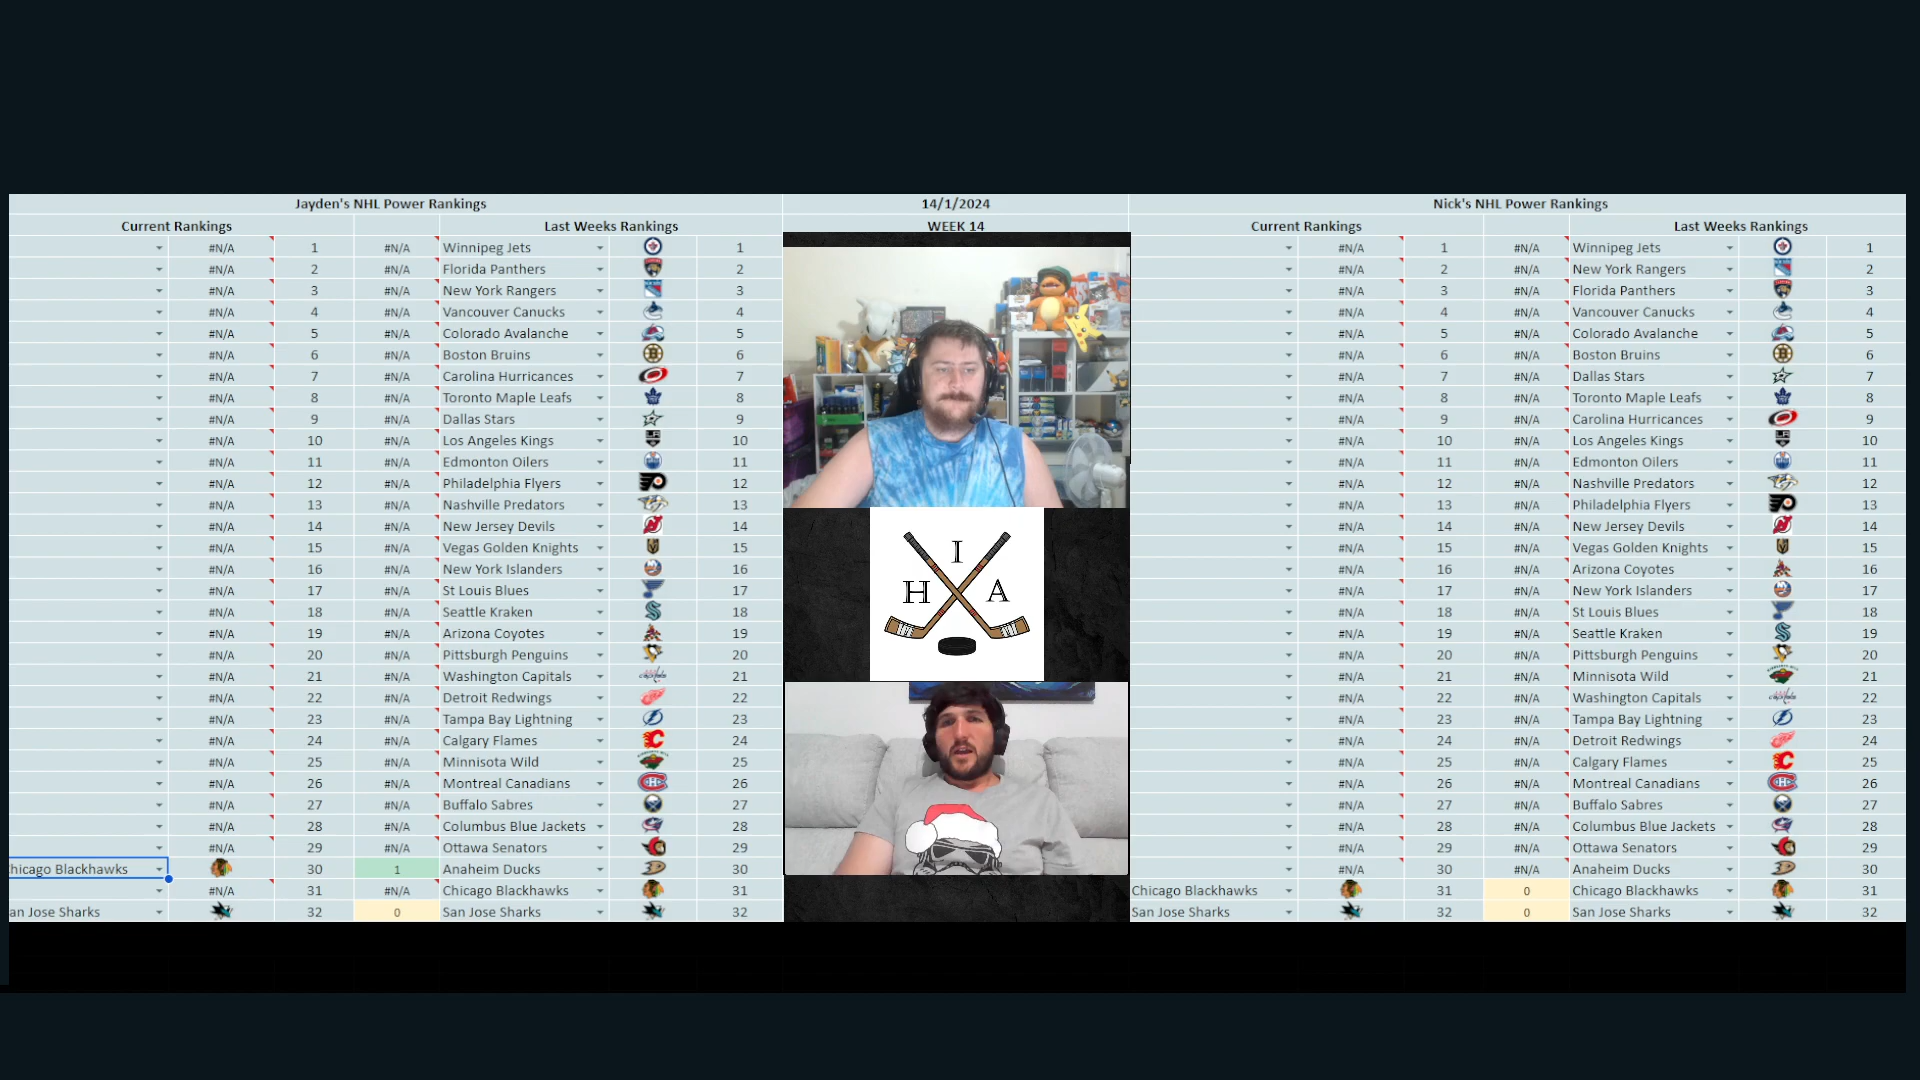 Jayden's NHL Power Rankings 14/1/2024 Nick's NHL Power Rankings
Current Rankings Last Weeks Rankings WEEK 14 Current Rankings Last Weeks Rankings
#N/A 1 #N/A Winnipeg Jets 1 #N/A 1 #N/A Winnipeg Jets 1
#N/A 2 #N/A Florida Panthers 2 #N/A 2 #N/A New York Rangers 2
#N/A 3 #N/A New York Rangers 3 #N/A 3 #N/A Florida Panthers 3
#N/A 4 #N/A Vancouver Canucks 4 #N/A 4 #N/A Vancouver Canucks 4
#N/A 5 #N/A Colorado Avalanche 5 #N/A 5 #N/A Colorado Avalanche 5
#N/A 6 #N/A Boston Bruins 6 #N/A 6 #N/A Boston Bruins 6
#N/A 7 #N/A Carolina Hurricances 7 #N/A 7 #N/A Dallas Stars 7
#N/A 8 #N/A Toronto Maple Leafs 8 #N/A 8 #N/A Toronto Maple Leafs 8
#N/A 9 #N/A Dallas Stars 9 #N/A 9 #N/A Carolina Hurricances 9
#N/A 10 #N/A Los Angeles Kings 10 #N/A 10 #N/A Los Angeles Kings 10
#N/A 11 #N/A Edmonton Oilers 11 #N/A 11 #N/A Edmonton Oilers 11
#N/A 12 #N/A Philadelphia Flyers 12 #N/A 12 #N/A Nashville Predators 12
#N/A 13 #N/A Nashville Predators 13 #N/A 13 #N/A Philadelphia Flyers 13
#N/A 14 #N/A New Jersey Devils 14 #N/A 14 #N/A New Jersey Devils 14
#N/A 15 #N/A Vegas Golden Knights 15 I #N/A 15 #N/A Vegas Golden Knights 15
#N/A 16 #N/A New York Islanders 16 #N/A 16 #N/A Arizona Coyotes 16
#N/A 17 #N/A St Louis Blues 17 H A #N/A 17 #N/A New York Islanders 17
#N/A 18 #N/A Seattle Kraken 18 #N/A 18 #N/A St Louis Blues 18
#N/A 19 #N/A Arizona Coyotes 19 #N/A 19 #N/A Seattle Kraken 19
#N/A 20 #N/A Pittsburgh Penguins 20 #N/A 20 #N/A Pittsburgh Penguins 20
#N/A 21 #N/A Washington Capitals 21 #N/A 21 #N/A Minnisota Wild 21
#N/A 22 #N/A Detroit Redwings 22 #N/A 22 #N/A Washington Capitals 22
#N/A 23 #N/A Tampa Bay Lightning 23 #N/A 23 #N/A Tampa Bay Lightning 23
#N/A 24 #N/A Calgary Flames 24 #N/A 24 #N/A Detroit Redwings 24
#N/A 25 #N/A Minnisota Wild 25 #N/A 25 #N/A Calgary Flames 25
#N/A 26 #N/A Montreal Canadians 26 #N/A 26 #N/A Montreal Canadians 26
#N/A 27 #N/A Buffalo Sabres 27 #N/A 27 #N/A Buffalo Sabres 27
#N/A 28 #N/A Columbus Blue Jackets 28 #N/A 28 #N/A Columbus Blue Jackets 28
#N/A 29 #N/A Ottawa Senators 29 #N/A 29 #N/A Ottawa Senators 29
hicago Blackhawks 30 1 Anaheim Ducks 30 #N/A 30 #N/A Anaheim Ducks 30
#N/A 31 #N/A Chicago Blackhawks 31 Chicago Blackhawks 31 0 Chicago Blackhawks 31
an Jose Sharks 32 0 San Jose Sharks 32 San Jose Sharks 32 0 San Jose Sharks 32